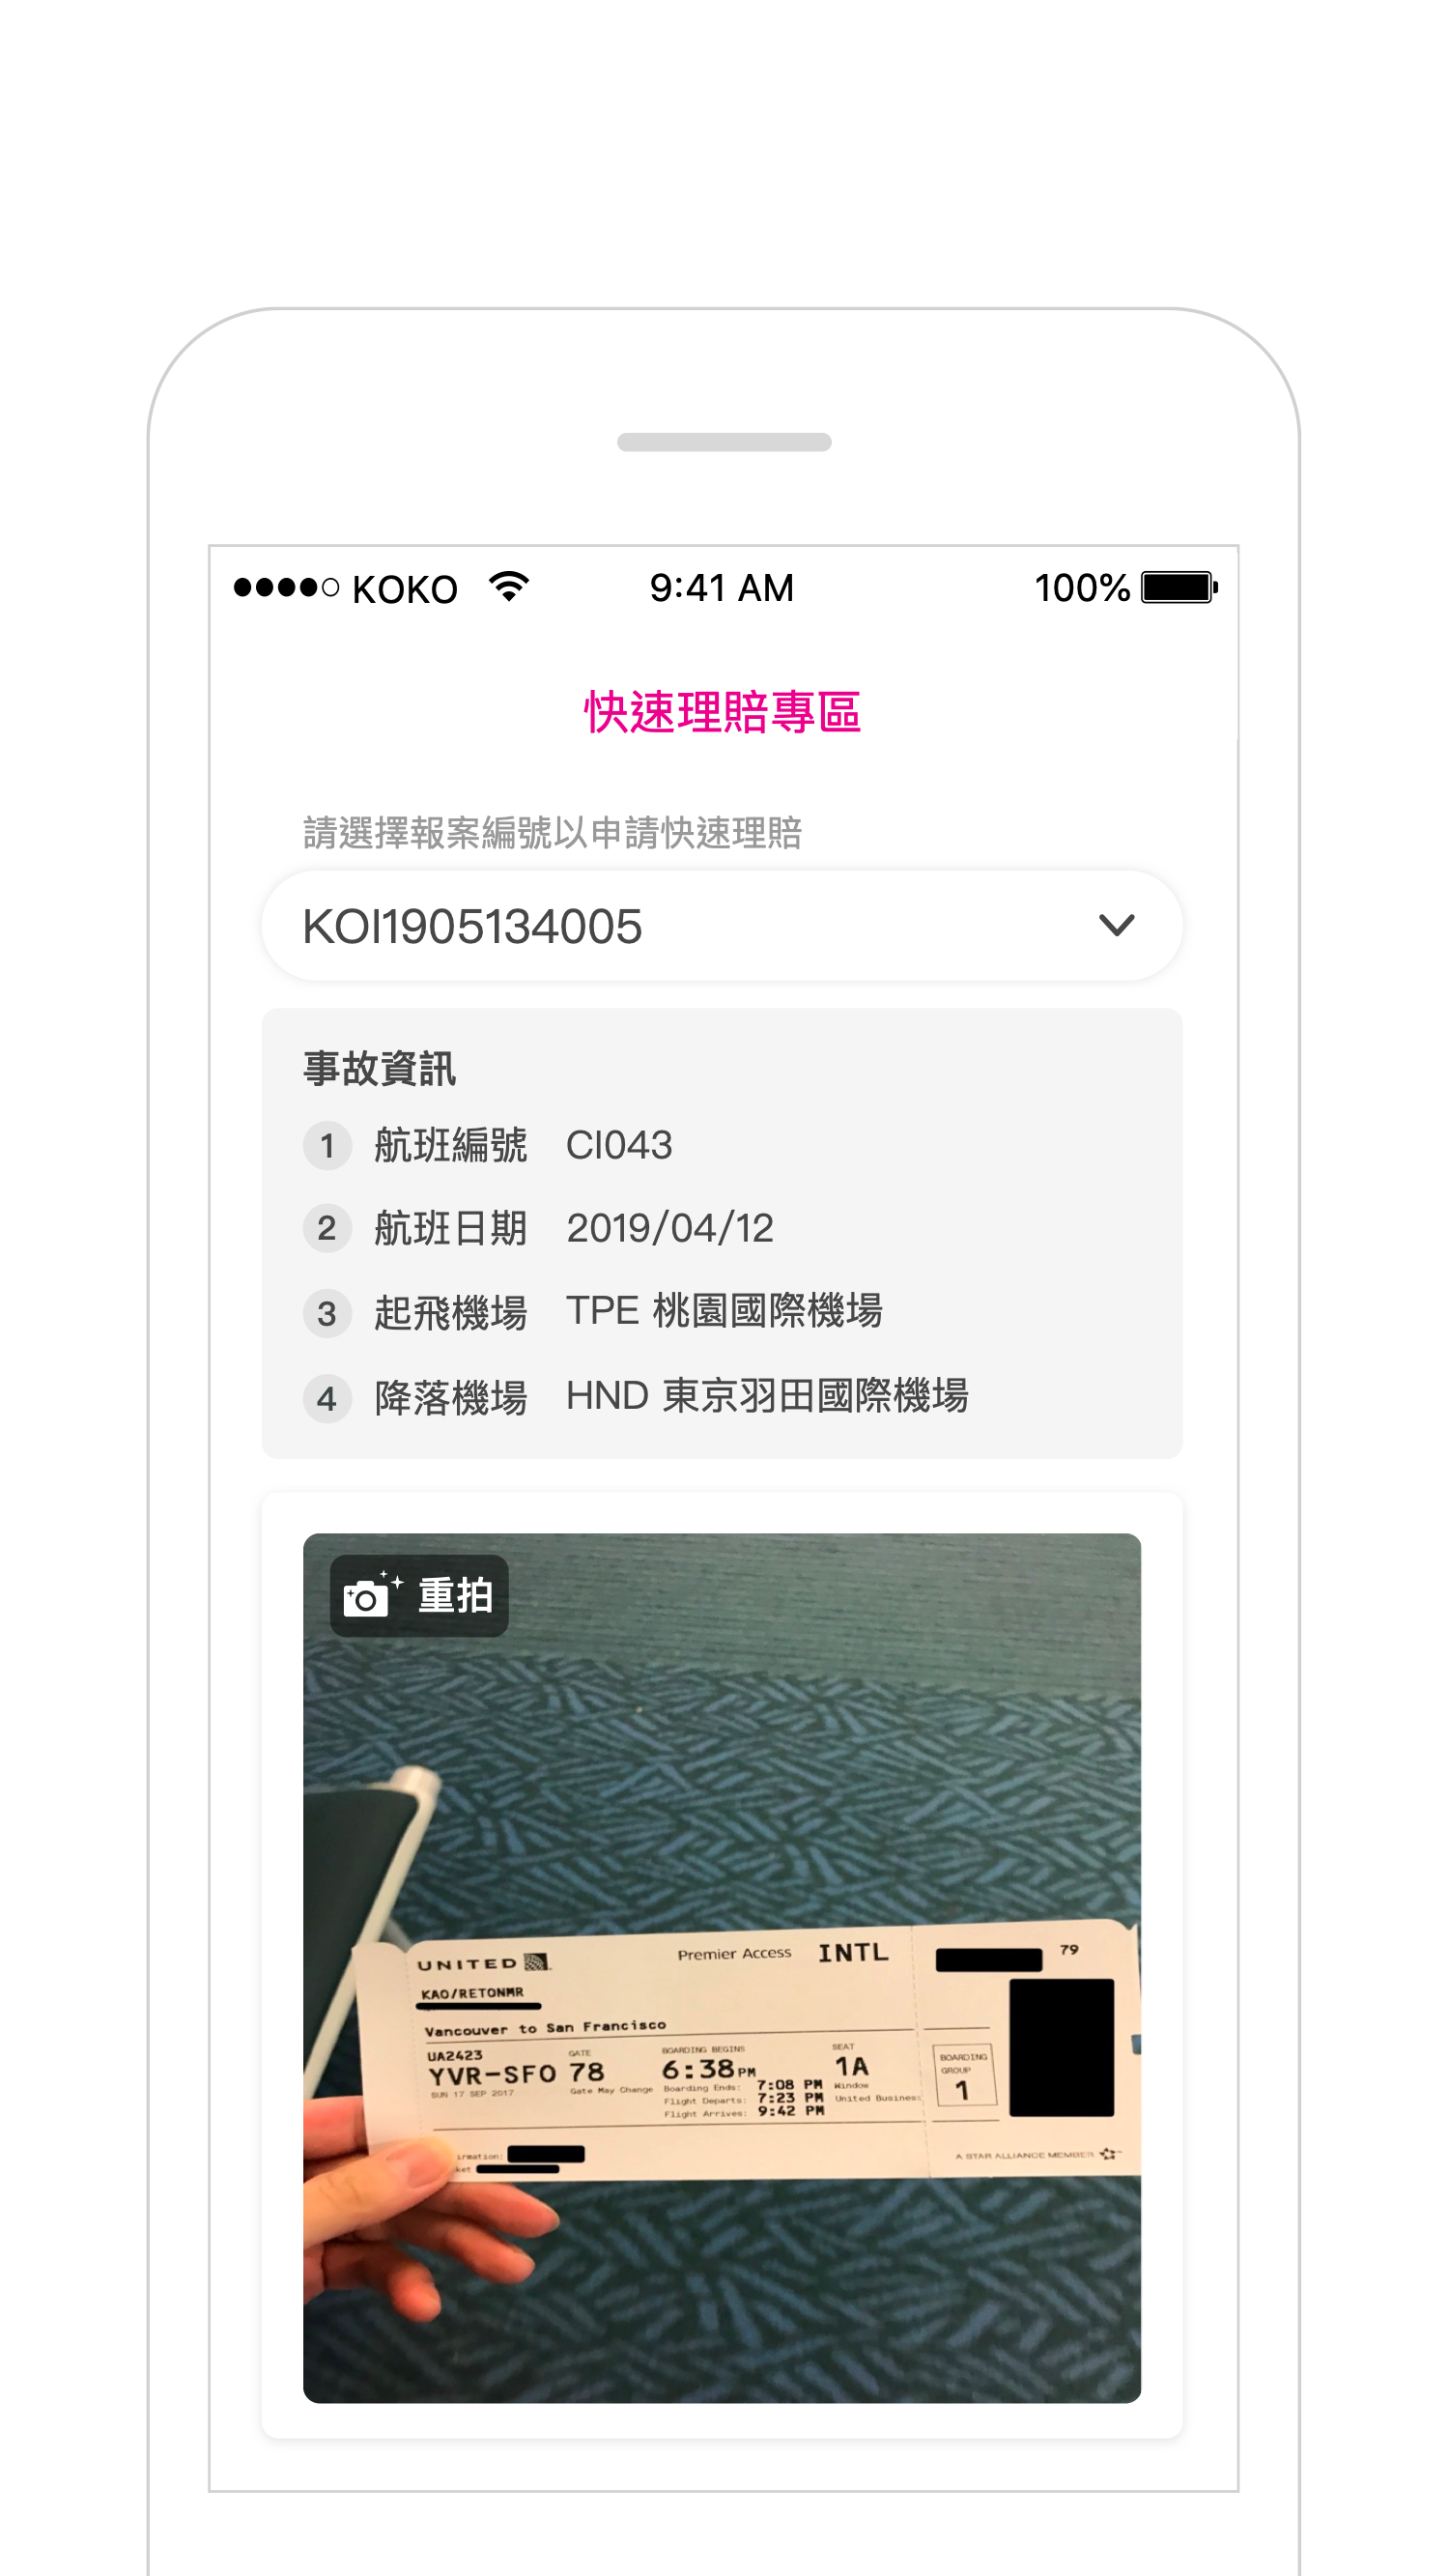 KOKO 9:41 AM 100%
快速理賠專區
請選擇報案編號以申請快速理賠
KOI1905134005
事故資訊
1 航班編號 CI043
2 航班日期 2019/04/12
3 起飛機場 TPE 桃園國際機場
4 降落機場 HND 東京羽田國際機場
重拍
UNITED Premier Access INTL 79
KAO/RETONMR
Vancouver to San Francisco
UA2423 GATE BOARDING BEGINS SEAT
YVR-SFO 78 6:38 PM 1A
SUN 17 SEP 2017 Gate May Change Boarding Ends: 7:08 PM Window
Flight Departs: 7:23 PM United Business
Flight Arrives: 9:42 PM
BOARDING
GROUP
1
irmation:
ket
A STAR ALLIANCE MEMBER